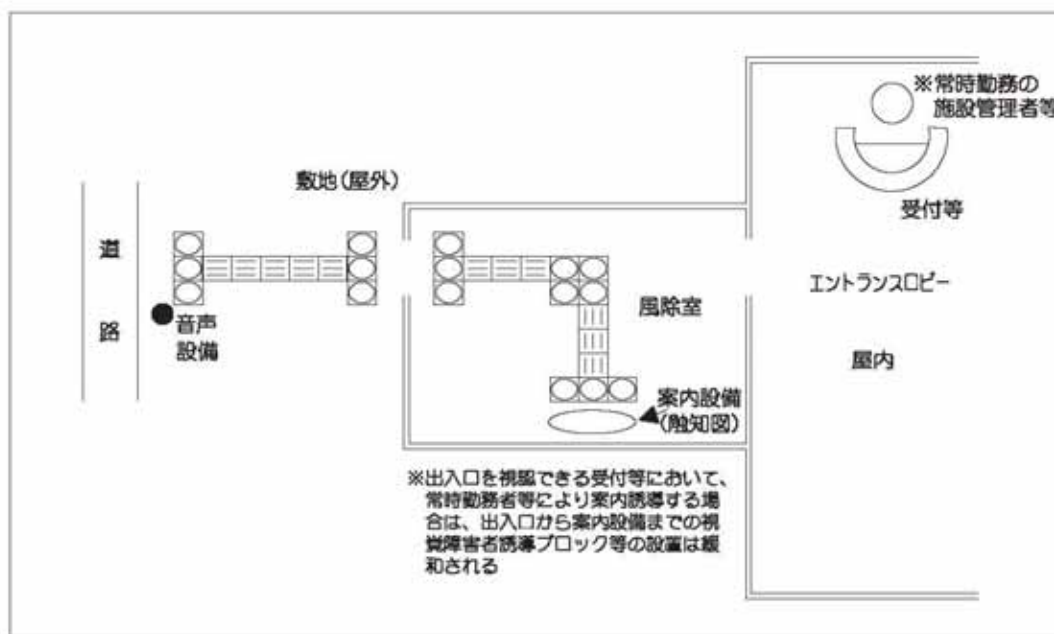 ※常時勤務の
施設管理者等
受付等
敷地(屋外)
道
路
音声
設備
風除室
エントランスロビー
屋内
案内設備
(触知図)
※出入口を視認できる受付等において、
常時勤務者等により案内誘導する場
合は、出入口から案内設備までの視
覚障害者誘導ブロック等の設置は緩
和される